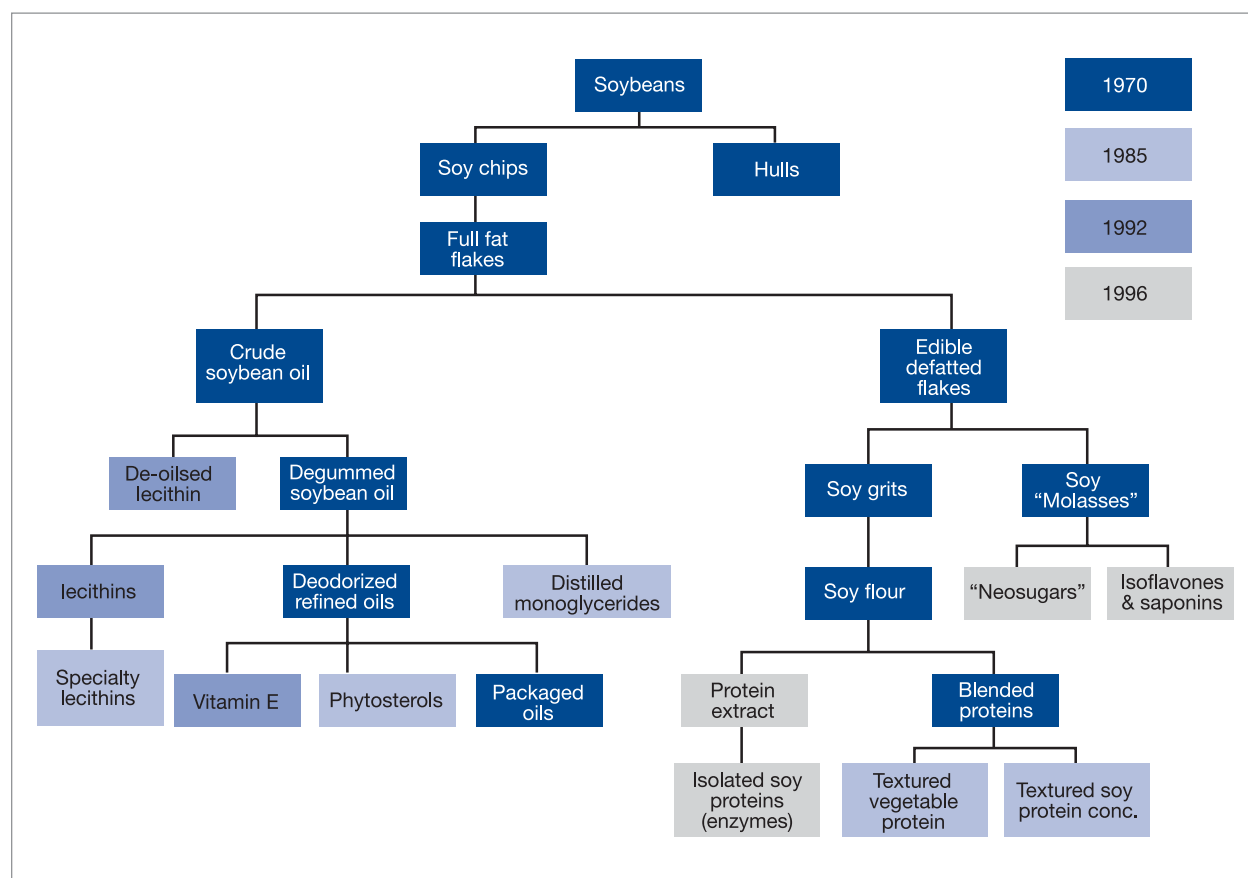 Soybeans
1970
Soy chips
Hulls
1985
Full fat
flakes
1992
1996
Crude
soybean oil
Edible
defatted
flakes
De-oilsed
lecithin
Degummed
soybean oil
Soy grits
Soy
“Molasses”
lecithins
Deodorized
refined oils
Distilled
monoglycerides
Soy flour
“Neosugars”
Isoflavones
& saponins
Specialty
lecithins
Vitamin E
Phytosterols
Packaged
oils
Protein
extract
Blended
proteins
Isolated soy
proteins
(enzymes)
Textured
vegetable
protein
Textured soy
protein conc.